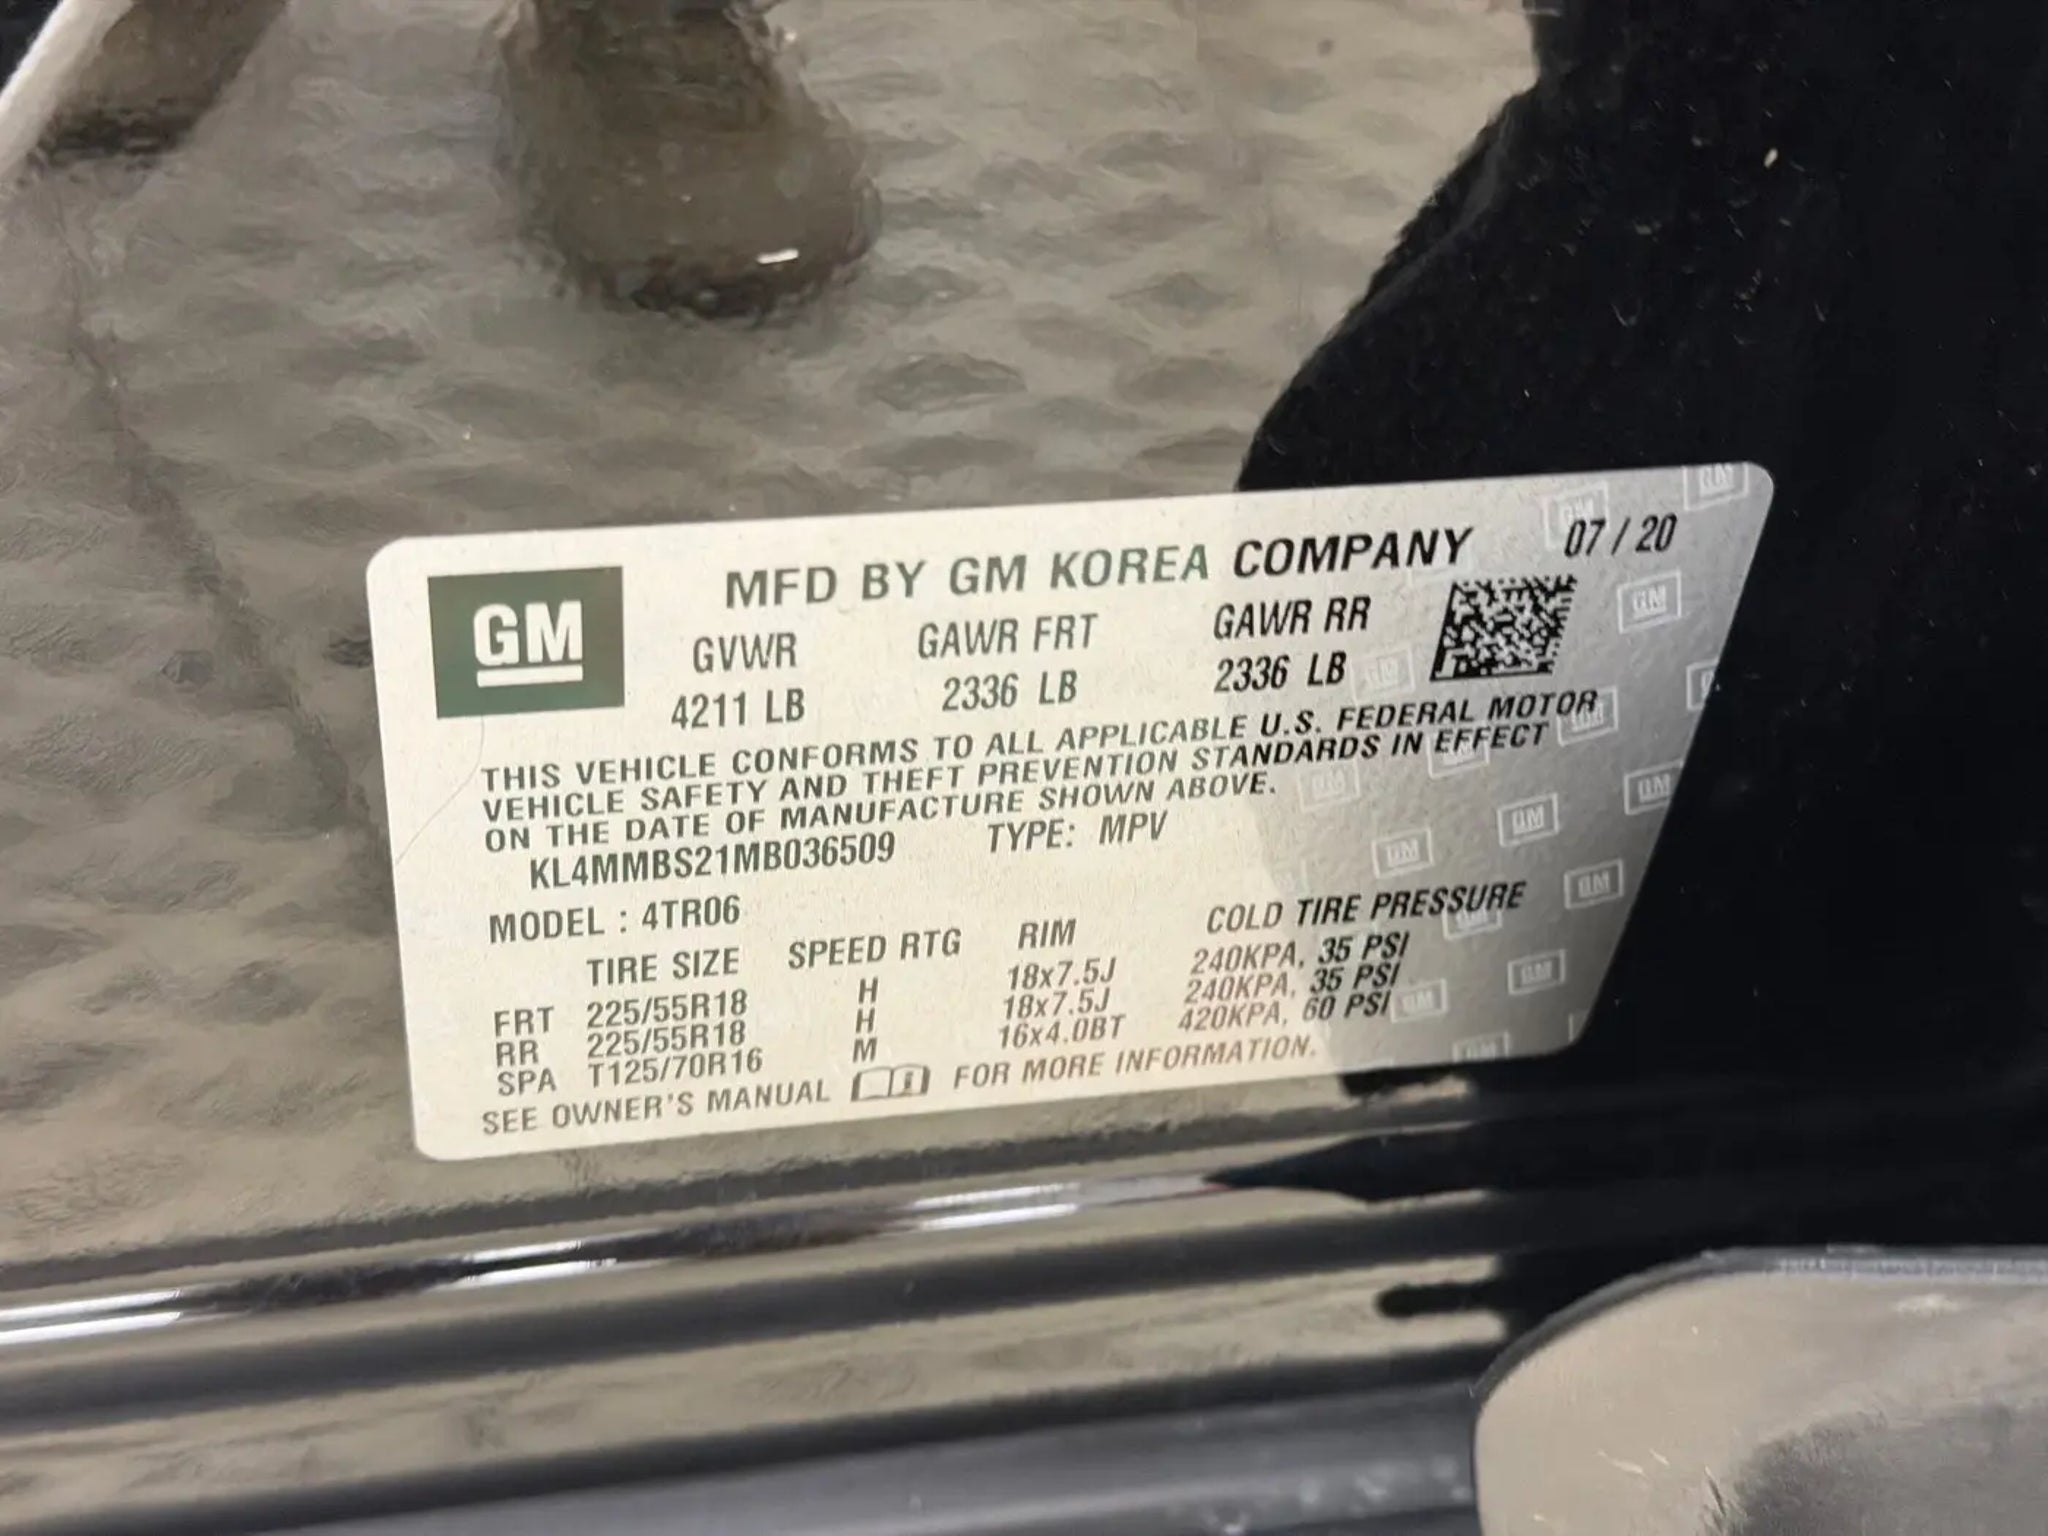 GM
MFD BY GM KOREA COMPANY 07 / 20
GVWR GAWR FRT GAWR RR
4211 LB 2336 LB 2336 LB
THIS VEHICLE CONFORMS TO ALL APPLICABLE U.S. FEDERAL MOTOR
VEHICLE SAFETY AND THEFT PREVENTION STANDARDS IN EFFECT
ON THE DATE OF MANUFACTURE SHOWN ABOVE.
KL4MMBS21MB036509 TYPE: MPV
MODEL : 4TR06
TIRE SIZE SPEED RTG RIM COLD TIRE PRESSURE
FRT 225/55R18 H 18x7.5J 240KPA, 35 PSI
RR 225/55R18 H 18x7.5J 240KPA, 35 PSI
SPA T125/70R16 M 16x4.0BT 420KPA, 60 PSI
SEE OWNER'S MANUAL FOR MORE INFORMATION.